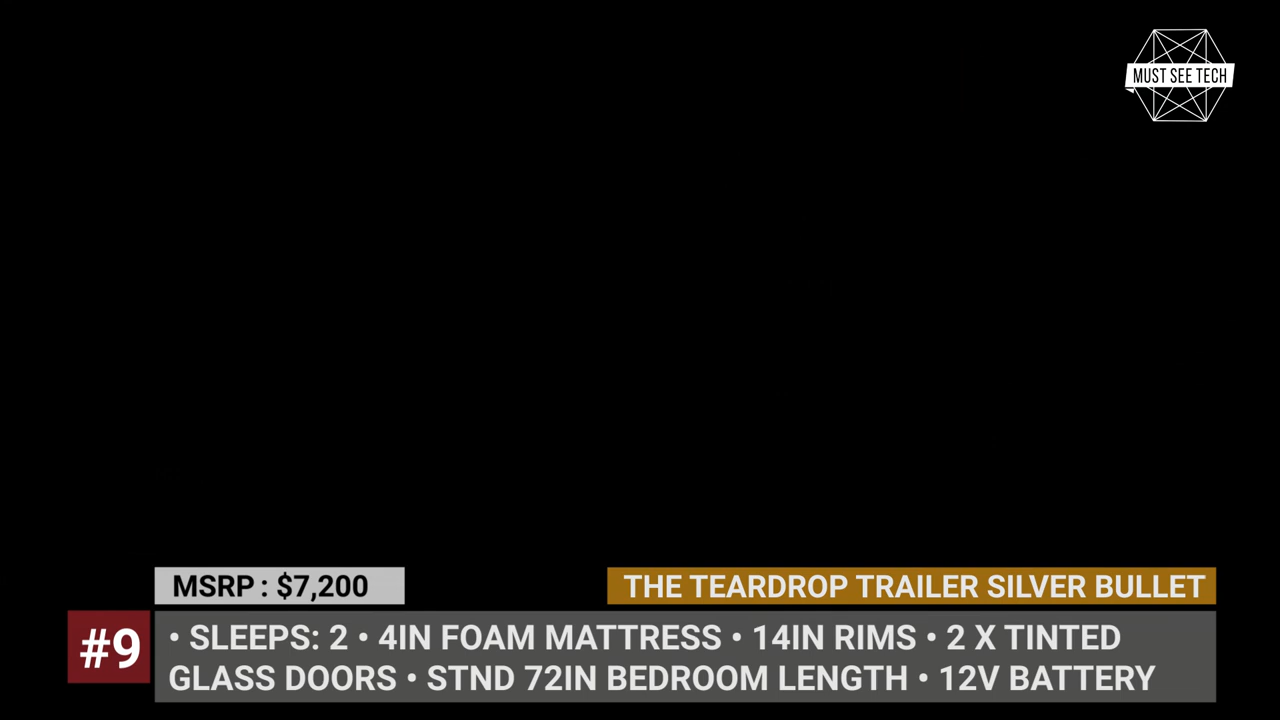 MUST SEE TECH
MSRP : $7,200
THE TEARDROP TRAILER SILVER BULLET
#9
• SLEEPS: 2 • 4IN FOAM MATTRESS • 14IN RIMS • 2 X TINTED
GLASS DOORS • STND 72IN BEDROOM LENGTH • 12V BATTERY